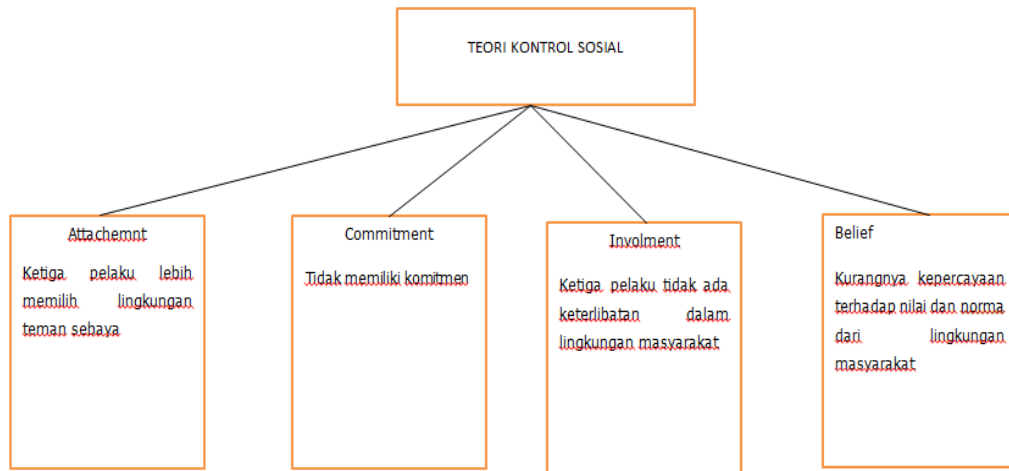 TEORI KONTROL SOSIAL
Attachemnt
Ketiga pelaku lebih
memilih lingkungan
teman sebaya
Commitment
Tidak memiliki komitmen
Involment
Ketiga pelaku tidak ada
keterlibatan dalam
lingkungan masyarakat
Belief
Kurangnya kepercayaan
terhadap nilai dan norma
dari lingkungan
masyarakat